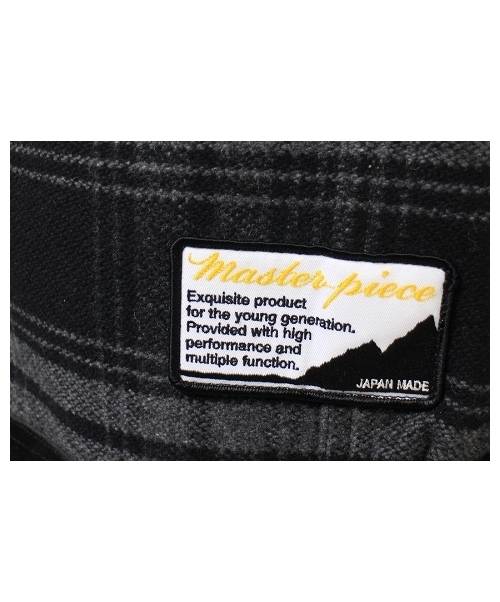 master-piece
Exquisite product
for the young generation.
Provided with high
performance and
multiple function.
JAPAN MADE